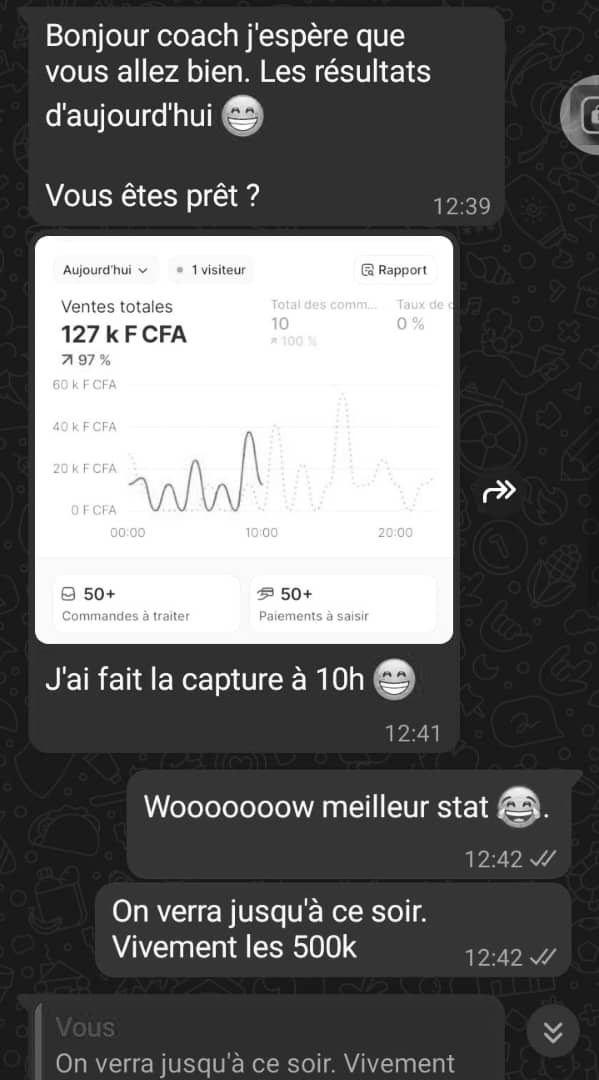 Bonjour coach j'espère que
vous allez bien. Les résultats
d'aujourd'hui 😁
Vous êtes prêt ?
12:39
Aujourd'hui
1 visiteur
Rapport
Ventes totales
Total des comm...
Taux de c
127 k F CFA
10
0 %
97 %
100 %
60 k F CFA
40 k F CFA
20 k F CFA
0 F CFA
00:00
10:00
20:00
50+
Commandes à traiter
50+
Paiements à saisir
J'ai fait la capture à 10h 😁
12:41
Wooooooow meilleur stat 😂.
12:42
On verra jusqu'à ce soir.
Vivement les 500k
12:42
Vous
On verra jusqu'à ce soir. Vivement